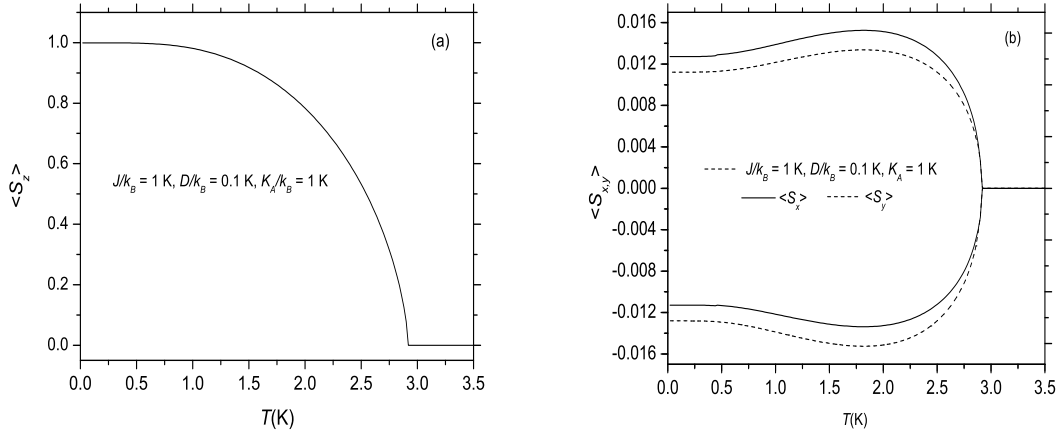 (a)
1.0
0.8
0.6
0.4
0.2
0.0
<S_z>
J/k_B = 1 K, D/k_B = 0.1 K, K_A/k_B = 1 K
0.0 0.5 1.0 1.5 2.0 2.5 3.0 3.5
T(K)
(b)
0.016
0.012
0.008
0.004
0.000
-0.004
-0.008
-0.012
-0.016
<S_x,y>
J/k_B = 1 K, D/k_B = 0.1 K, K_A = 1 K
<S_x> <S_y>
0.0 0.5 1.0 1.5 2.0 2.5 3.0 3.5
T(K)